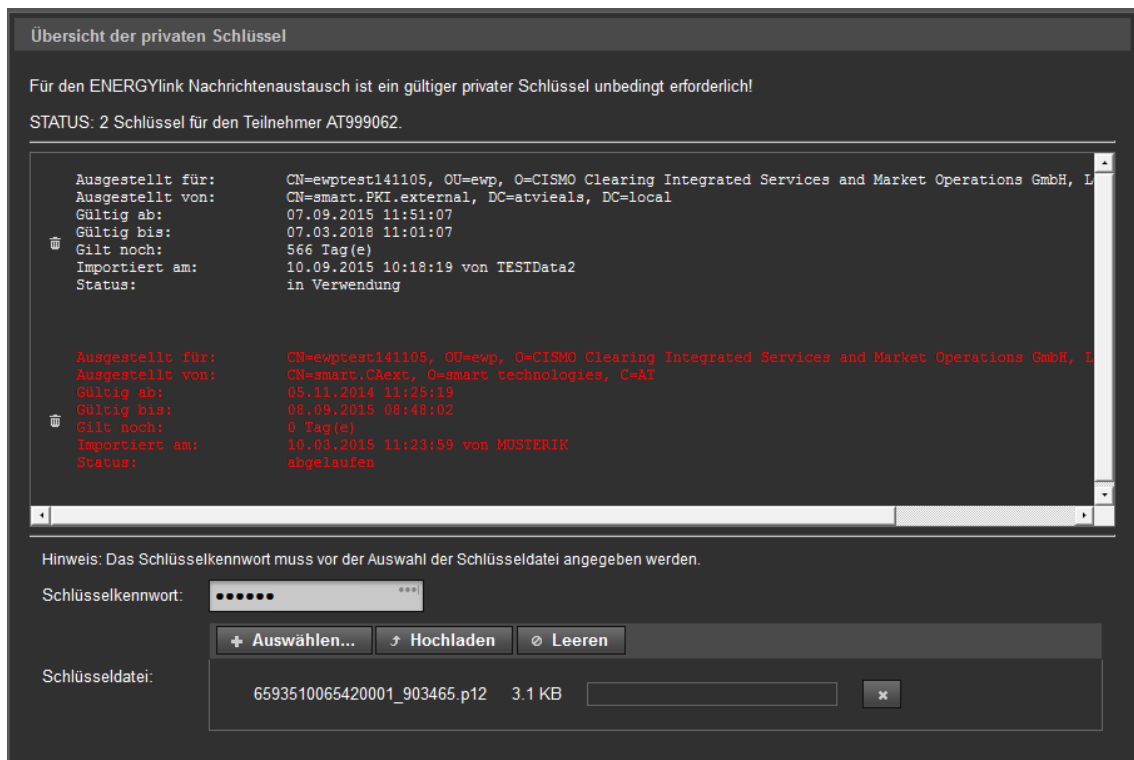 Übersicht der privaten Schlüssel
Für den ENERGYlink Nachrichtenaustausch ist ein gültiger privater Schlüssel unbedingt erforderlich!
STATUS: 2 Schlüssel für den Teilnehmer AT999062.
Ausgestellt für: CN=ewptest141105, OU=ewp, O=CISMO Clearing Integrated Services and Market Operations GmbH, L
Ausgestellt von: CN=smart.PKI.external, DC=atvieals, DC=local
Gültig ab: 07.09.2015 11:51:07
Gültig bis: 07.03.2018 11:01:07
Gilt noch: 566 Tag(e)
Importiert am: 10.09.2015 10:18:19 von TESTData2
Status: in Verwendung
Ausgestellt für: CN=ewptest141105, OU=ewp, O=CISMO Clearing Integrated Services and Market Operations GmbH, L
Ausgestellt von: CN=smart.CAext, O=smart technologies, C=AT
Gültig ab: 05.11.2014 11:25:19
Gültig bis: 08.09.2015 08:48:02
Gilt noch: 0 Tag(e)
Importiert am: 10.03.2015 11:23:59 von MUSTERIK
Status: abgelaufen
Hinweis: Das Schlüsselkennwort muss vor der Auswahl der Schlüsseldatei angegeben werden.
Schlüsselkennwort: ●●●●●●
Auswählen... Hochladen Leeren
Schlüsseldatei:
6593510065420001_903465.p12 3.1 KB